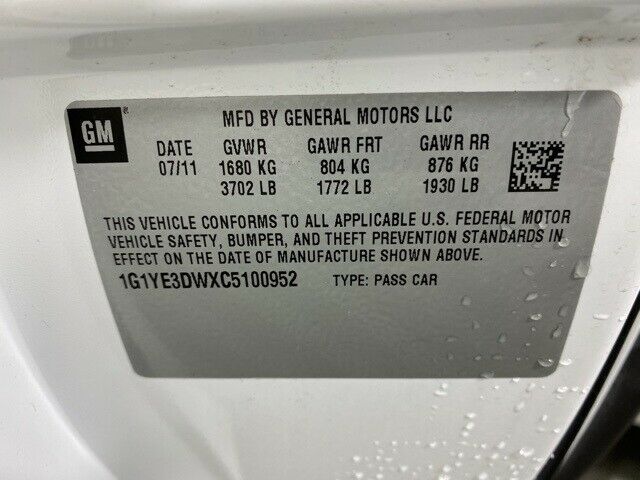 GM ® MFD BY GENERAL MOTORS LLC
DATE GVWR GAWR FRT GAWR RR
07/11 1680 KG 804 KG 876 KG
3702 LB 1772 LB 1930 LB
THIS VEHICLE CONFORMS TO ALL APPLICABLE U.S. FEDERAL MOTOR
VEHICLE SAFETY, BUMPER, AND THEFT PREVENTION STANDARDS IN
EFFECT ON THE DATE OF MANUFACTURE SHOWN ABOVE.
1G1YE3DWXC5100952 TYPE: PASS CAR